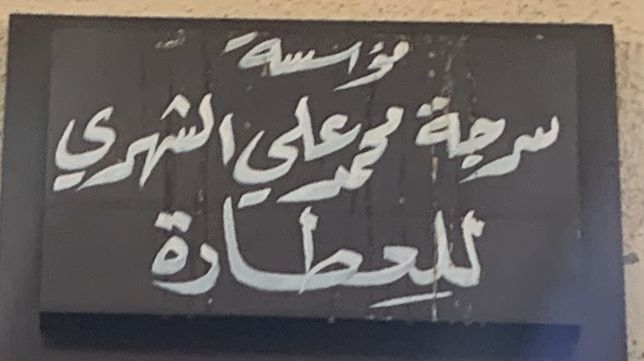 مؤسسة
سرجة محمد علي الشهري
للعطارة